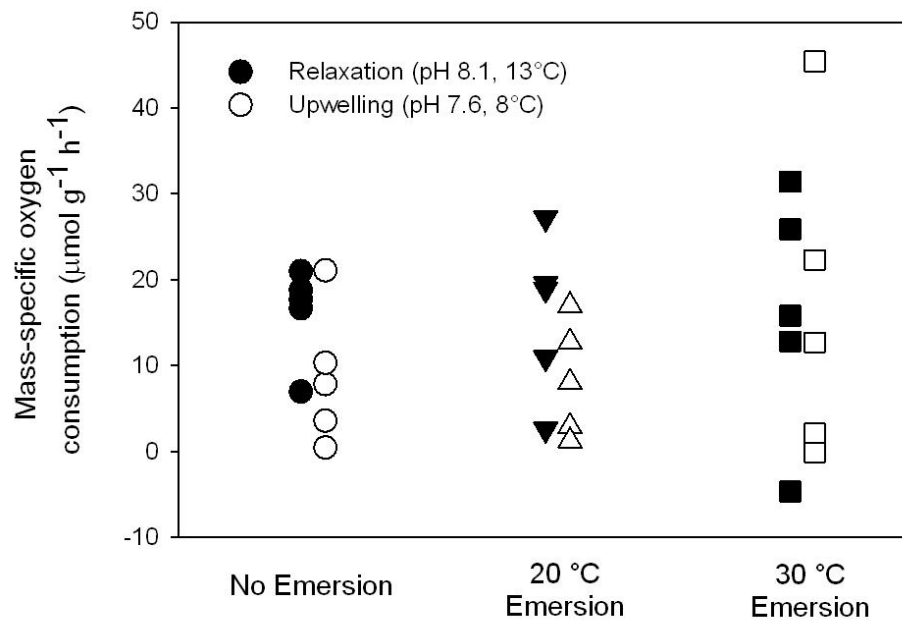 Mass-specific oxygen
consumption (μmol g⁻¹ h⁻¹)
50
40
30
20
10
0
-10
Relaxation (pH 8.1, 13°C)
Upwelling (pH 7.6, 8°C)
No Emersion
20 °C
Emersion
30 °C
Emersion